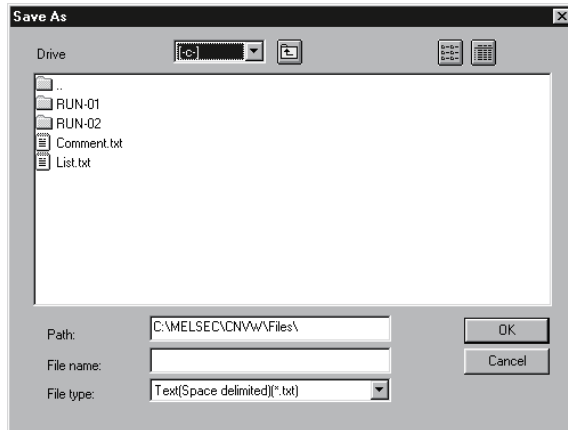 Save As
Drive [-c-]
..
RUN-01
RUN-02
Comment.txt
List.txt
Path: C:\MELSEC\CNVW\Files\
OK
File name:
Cancel
File type: Text(Space delimited)(*.txt)